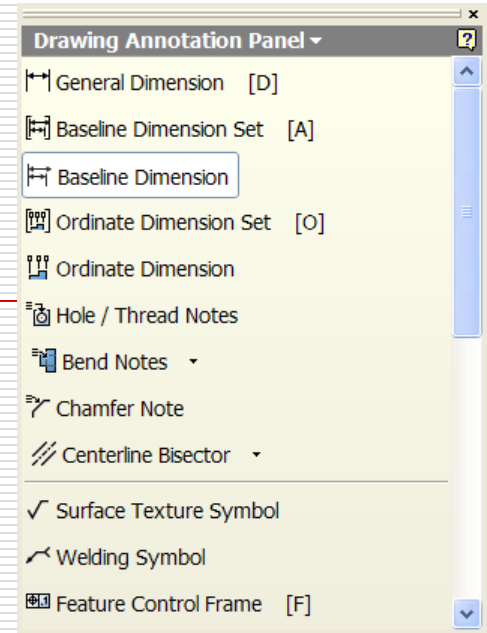 Drawing Annotation Panel
General Dimension [D]
Baseline Dimension Set [A]
Baseline Dimension
Ordinate Dimension Set [O]
Ordinate Dimension
Hole / Thread Notes
Bend Notes
Chamfer Note
Centerline Bisector
Surface Texture Symbol
Welding Symbol
Feature Control Frame [F]